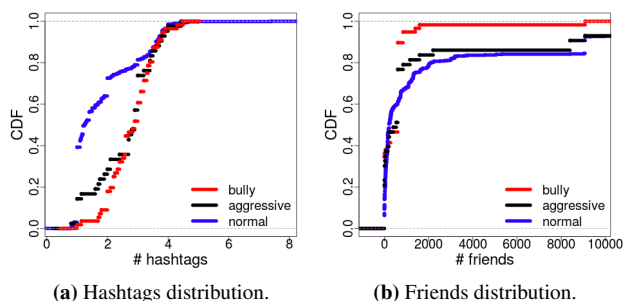 CDF
0.0 0.2 0.4 0.6 0.8 1.0
bully
aggressive
normal
0 2 4 6 8
# hashtags
(a) Hashtags distribution.
CDF
0.0 0.2 0.4 0.6 0.8 1.0
bully
aggressive
normal
0 2000 4000 6000 8000 10000
# friends
(b) Friends distribution.